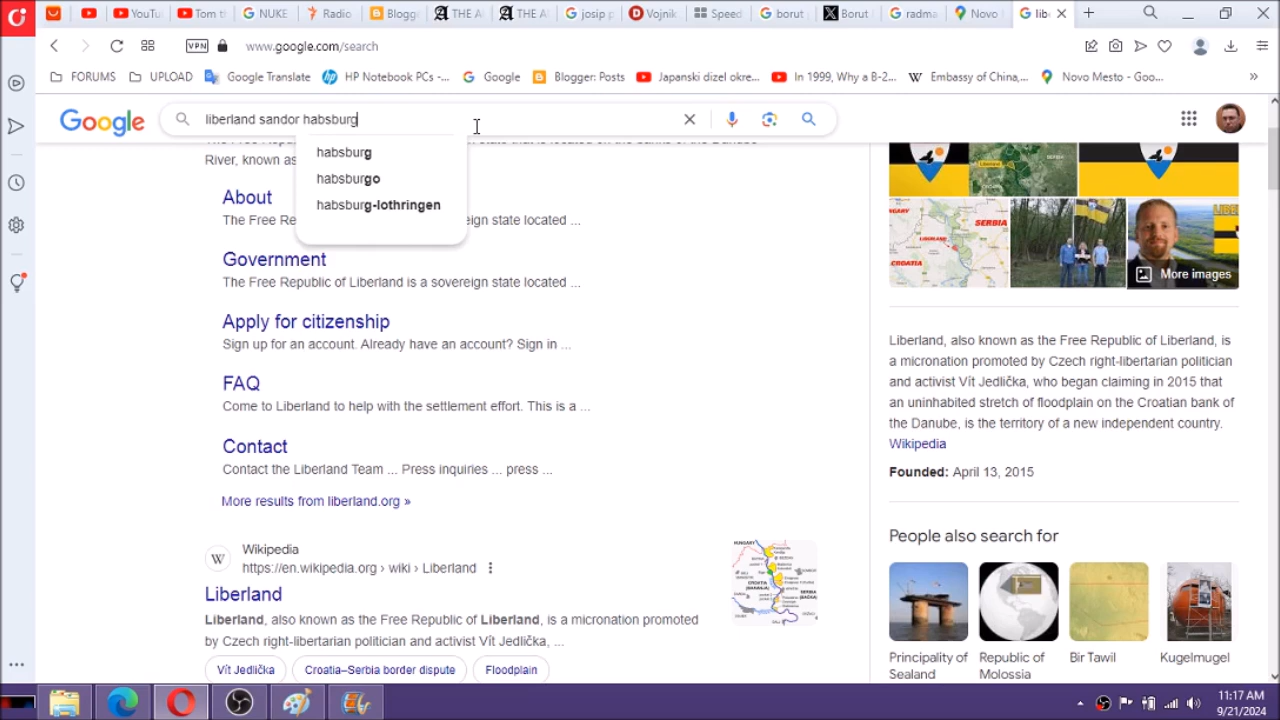 YouTu
Tom th
NUKE
Radio
Blogg
THE A
THE A
josip p
Vojnik
Speed
borut p
Borut
radma
Novo
lib
VPN
www.google.com/search
FORUMS
UPLOAD
Google Translate
HP Notebook PCs -...
Google
Blogger: Posts
Japanski dizel okre...
In 1999, Why a B-2...
Embassy of China,...
Novo Mesto - Goo...
Google
liberland sandor habsburg
habsburg
habsburgo
habsburg-lothringen
River, known as
About
The Free Re
reign state located ...
Government
The Free Republic of Liberland is a sovereign state located ...
Apply for citizenship
Sign up for an account. Already have an account? Sign in ...
FAQ
Come to Liberland to help with the settlement effort. This is a ...
Contact
Contact the Liberland Team ... Press inquiries ... press ...
More results from liberland.org »
Wikipedia
https://en.wikipedia.org › wiki › Liberland
Liberland
Liberland, also known as the Free Republic of Liberland, is a micronation promoted
by Czech right-libertarian politician and activist Vít Jedlička, ...
Vít Jedlička
Croatia–Serbia border dispute
Floodplain
SERBIA
CROATIA
More images
Liberland, also known as the Free Republic of Liberland, is
a micronation promoted by Czech right-libertarian politician
and activist Vít Jedlička, who began claiming in 2015 that
an uninhabited stretch of floodplain on the Croatian bank of
the Danube, is the territory of a new independent country.
Wikipedia
Founded: April 13, 2015
People also search for
Principality of
Sealand
Republic of
Molossia
Bir Tawil
Kugelmugel
11:17 AM
9/21/2024